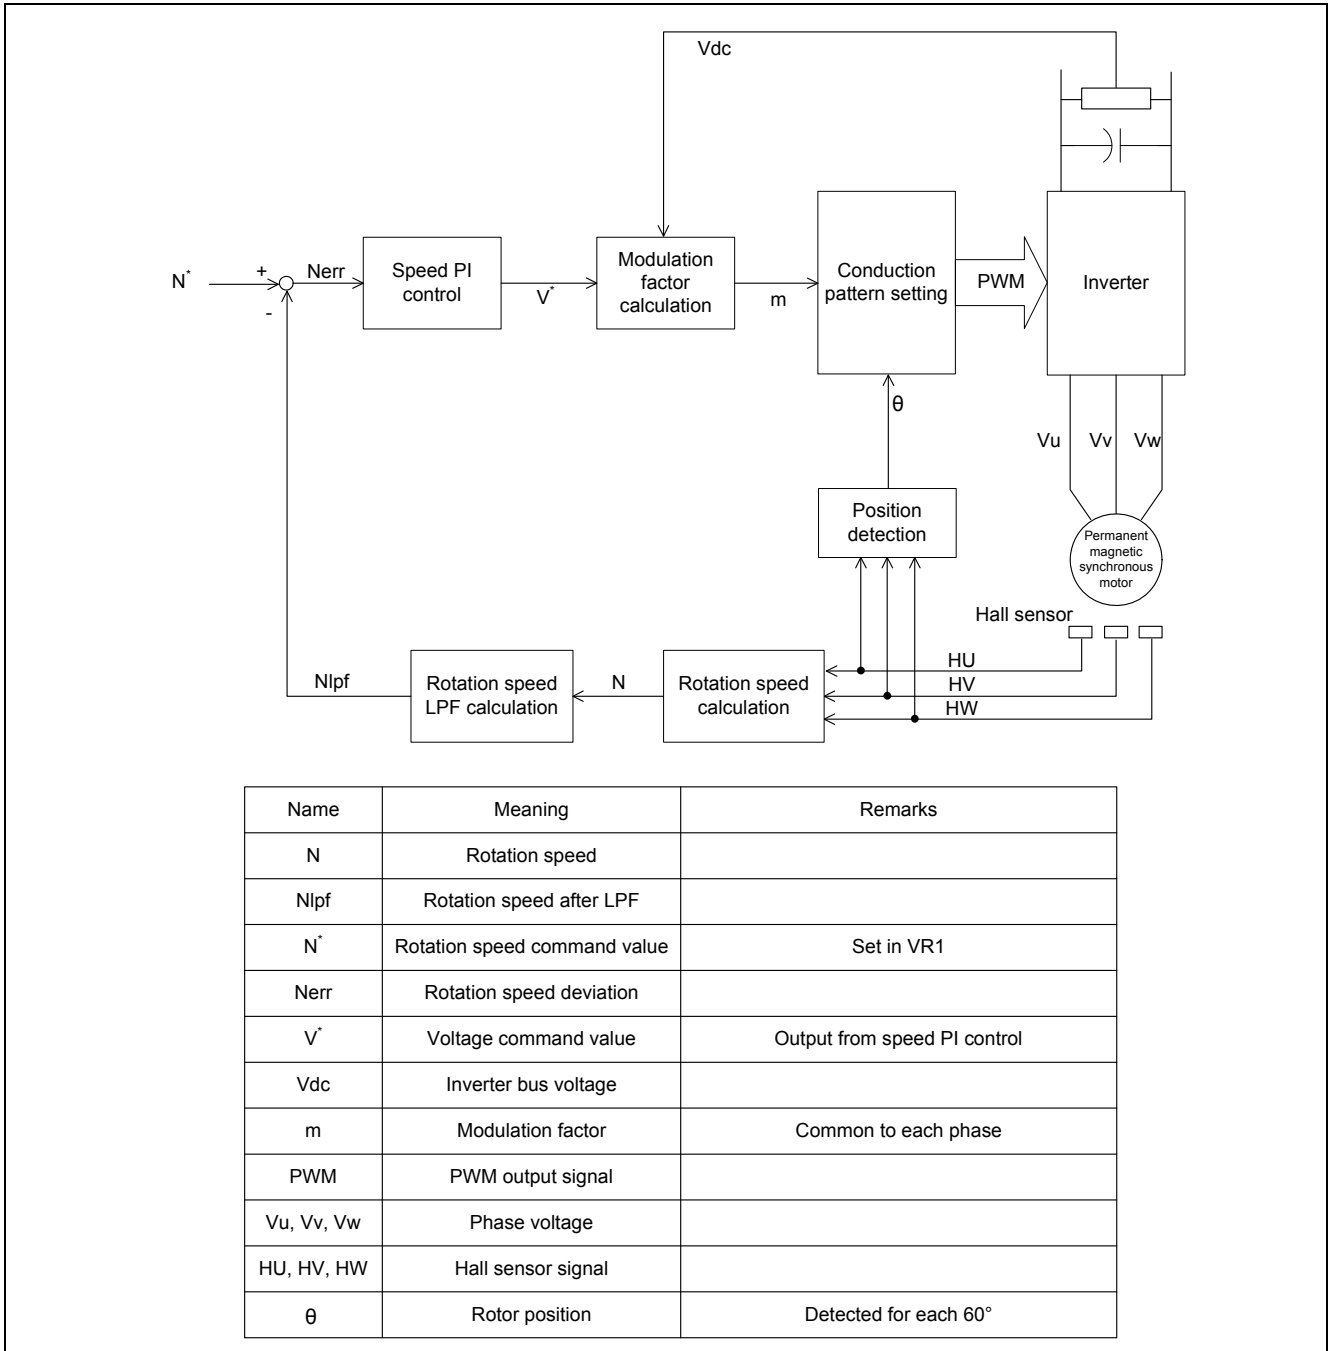 Vdc
N*
+
-
Nerr
Speed PI
control
V*
Modulation
factor
calculation
m
Conduction
pattern setting
PWM
Inverter
θ
Vu
Vv
Vw
Position
detection
Permanent
magnetic
synchronous
motor
Hall sensor
HU
HV
HW
Nlpf
Rotation speed
LPF calculation
N
Rotation speed
calculation
Name Meaning Remarks
N Rotation speed
Nlpf Rotation speed after LPF
N* Rotation speed command value Set in VR1
Nerr Rotation speed deviation
V* Voltage command value Output from speed PI control
Vdc Inverter bus voltage
m Modulation factor Common to each phase
PWM PWM output signal
Vu, Vv, Vw Phase voltage
HU, HV, HW Hall sensor signal
θ Rotor position Detected for each 60°